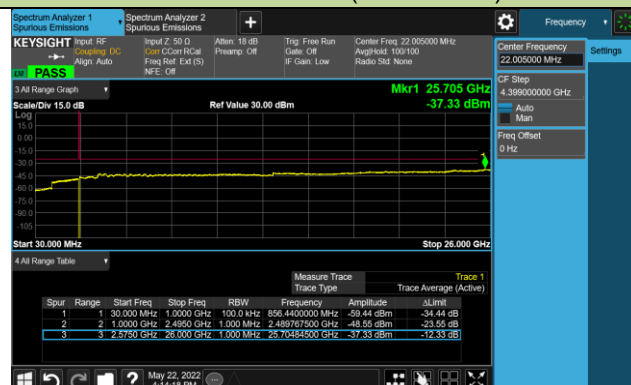 Spectrum Analyzer 1
Spurious Emissions
Spectrum Analyzer 2
Spurious Emissions
Frequency
KEYSIGHT
Input: RF
Coupling: DC
Align: Auto
Input Z: 50 Ω
Corr CCorr RCal
Freq Ref: Ext (S)
NFE: Off
Atten: 18 dB
Preamp: Off
Trig: Free Run
Gate: Off
IF Gain: Low
Center Freq: 22.005000 MHz
Avg|Hold: 100/100
Radio Std: None
PASS
Center Frequency
22.005000 MHz
Settings
CF Step
4.399000000 GHz
Auto
Man
Freq Offset
0 Hz
3 All Range Graph
Mkr1 25.705 GHz
Scale/Div 15.0 dB
Ref Value 30.00 dBm
-37.33 dBm
Log
15.0
0.00
-15.0
-30.0
-45.0
-60.0
-75.0
-90.0
-105
1
Start 30.000 MHz
Stop 26.000 GHz
4 All Range Table
Measure Trace Trace 1
Trace Type Trace Average (Active)
Spur Range Start Freq Stop Freq RBW Frequency Amplitude ΔLimit
1 1 30.000 MHz 1.0000 GHz 100.0 kHz 856.4400000 MHz -59.44 dBm -34.44 dB
2 2 1.0000 GHz 2.4950 GHz 1.000 MHz 2.489767500 GHz -48.55 dBm -23.55 dB
3 3 2.5750 GHz 26.000 GHz 1.000 MHz 25.70484500 GHz -37.33 dBm -12.33 dB
May 22, 2022